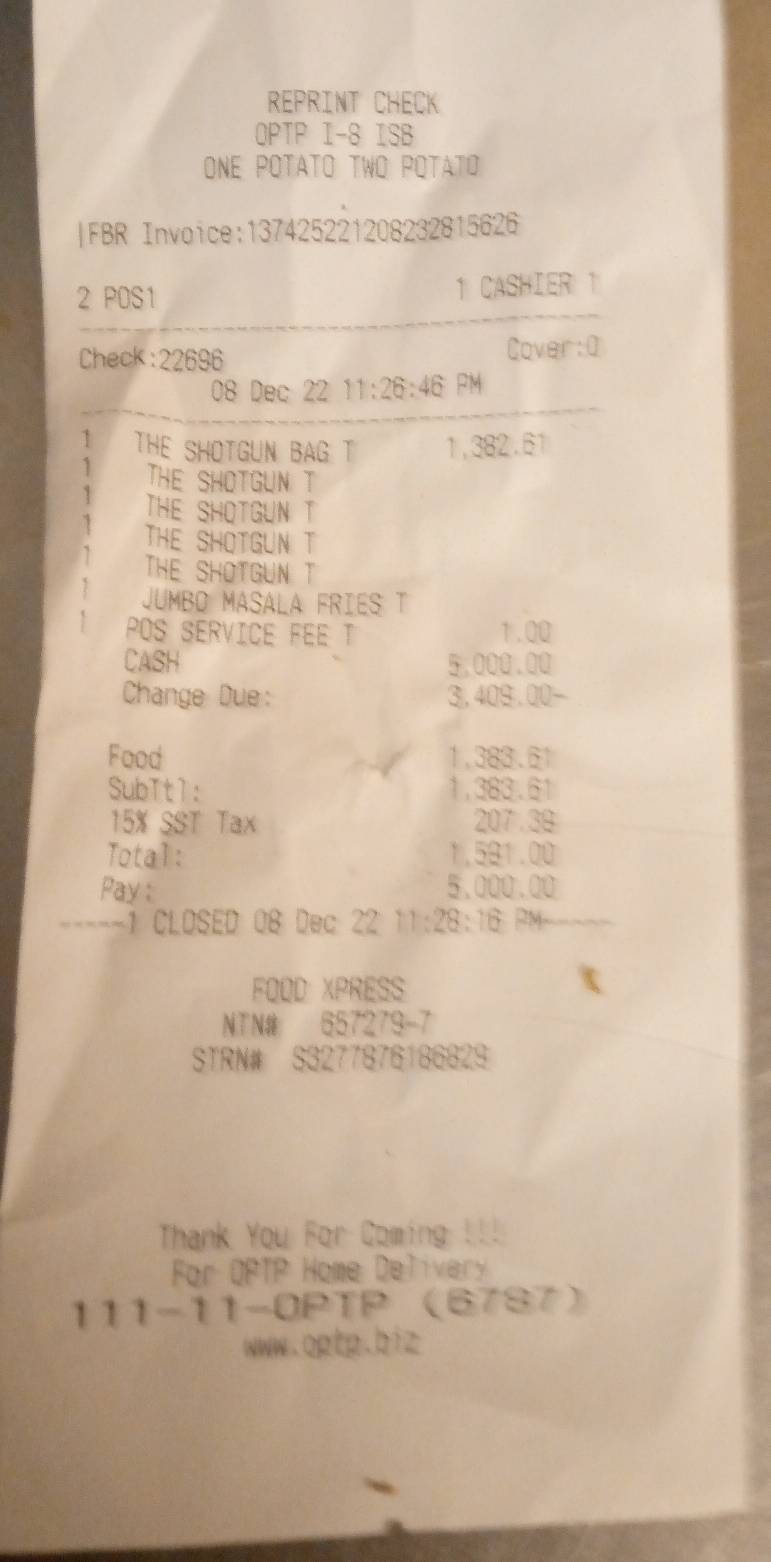 REPRINT CHECK
OPTP I-8 ISB
ONE POTATO TWO POTATO
|FBR Invoice:137425221208232815626
2 POS1 1 CASHIER 1
Check:22696 Cover:0
08 Dec 22 11:26:46 PM
1 THE SHOTGUN BAG T 1,382.61
1 THE SHOTGUN T
1 THE SHOTGUN T
1 THE SHOTGUN T
1 THE SHOTGUN T
1 JUMBO MASALA FRIES T
1 POS SERVICE FEE T 1.00
CASH 5,000.00
Change Due: 3,409.00-
Food 1,383.61
SubTtl: 1,383.61
15% SST Tax 207.39
Total: 1,591.00
Pay: 5,000.00
-----1 CLOSED 08 Dec 22 11:28:16 PM-----
FOOD XPRESS
NTN# 657279-7
STRN# S3277876186829
Thank You For Coming !!!
For OPTP Home Delivery
111-11-OPTP (6787)
www.optp.biz